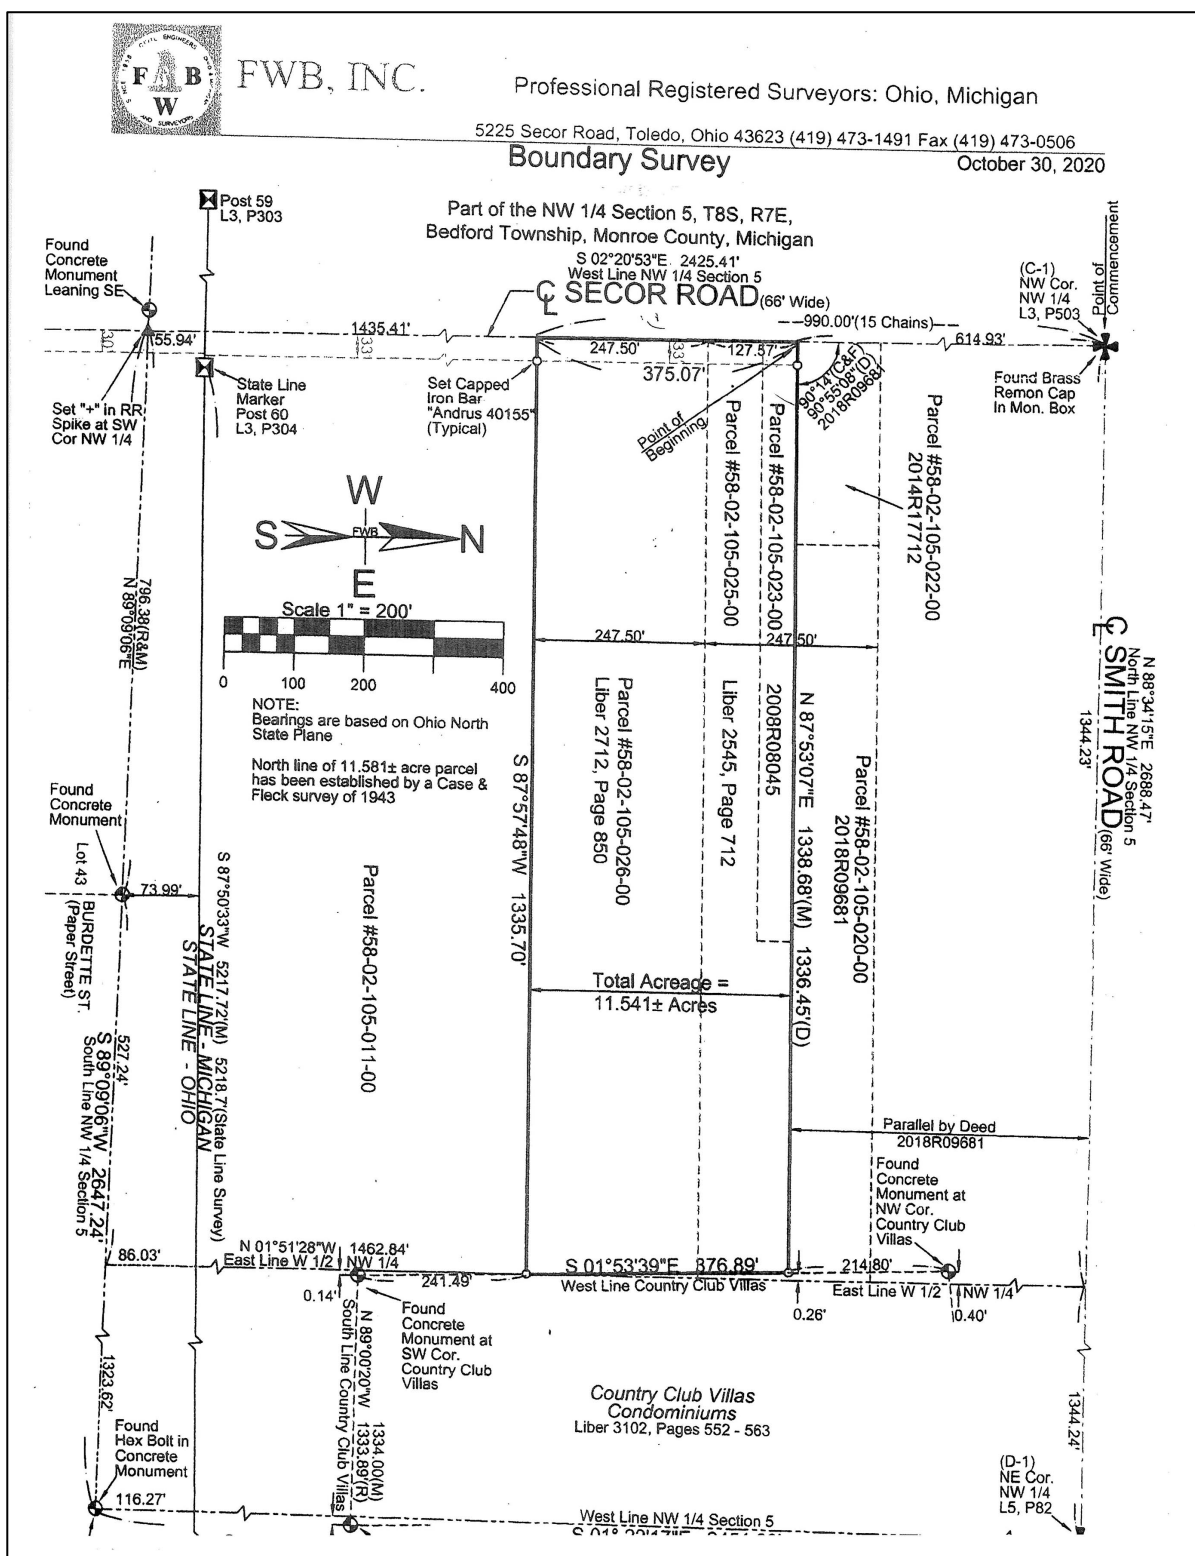 F A B
W
FWB, INC.
Professional Registered Surveyors: Ohio, Michigan
5225 Secor Road, Toledo, Ohio 43623 (419) 473-1491 Fax (419) 473-0506
Boundary Survey
October 30, 2020
Part of the NW 1/4 Section 5, T8S, R7E,
Bedford Township, Monroe County, Michigan
S 02°20'53"E 2425.41'
West Line NW 1/4 Section 5
SECOR ROAD (66' Wide)
Post 59
L3, P303
Found
Concrete
Monument
Leaning SE
(C-1)
NW Cor.
NW 1/4
L3, P503
Point of
Commencement
1435.41'
990.00'(15 Chains)
614.93'
55.94'
30'
33'
247.50'
33'
127.57'
375.07'
State Line
Marker
Post 60
L3, P304
Set Capped
Iron Bar
"Andrus 40155"
(Typical)
Found Brass
Remon Cap
In Mon. Box
Set "+" in RR
Spike at SW
Cor NW 1/4
Point of
Beginning
90°14'(C&F)
90°55'08"(D)
2018R09681
Parcel #58-02-105-025-00
Parcel #58-02-105-023-00
Parcel #58-02-105-022-00
2014R17712
W
S
FWB
N
E
Scale 1" = 200'
0
100
200
400
NOTE:
Bearings are based on Ohio North
State Plane
North line of 11.581± acre parcel
has been established by a Case &
Fleck survey of 1943
796.38(R&M)
N 89°09'06"E
247.50'
247.50'
Parcel #58-02-105-026-00
Liber 2712, Page 850
Liber 2545, Page 712
2008R08045
N 87°53'07"E 1338.68'(M) 1336.45'(D)
S 87°57'48"W 1335.70'
Parcel #58-02-105-020-00
2018R09681
N 88°34'15"E 2688.47'
North Line NW 1/4 Section 5
SMITH ROAD (66' Wide)
1344.23'
Found
Concrete
Monument
73.99'
Lot 43
BURDETTE ST.
(Paper Street)
Parcel #58-02-105-011-00
S 87°50'33"W 5217.72'(M) 5218.7'(State Line Survey)
STATE LINE - MICHIGAN
STATE LINE - OHIO
527.24'
S 89°09'06"W 2647.24'
South Line NW 1/4 Section 5
Total Acreage =
11.541± Acres
Parallel by Deed
2018R09681
Found
Concrete
Monument at
NW Cor.
Country Club
Villas
86.03'
N 01°51'28"W 1462.84'
East Line W 1/2 NW 1/4
241.49'
S 01°53'39"E 376.89'
West Line Country Club Villas
214.80'
East Line W 1/2 NW 1/4
0.14'
0.26'
0.40'
Found
Concrete
Monument at
SW Cor.
Country Club
Villas
N 89°00'20"W 1334.00(M)
1333.89'(R)
South Line Country Club Villas
1323.62'
Country Club Villas
Condominiums
Liber 3102, Pages 552 - 563
1344.24'
Found
Hex Bolt in
Concrete
Monument
116.27'
(D-1)
NE Cor.
NW 1/4
L5, P82
West Line NW 1/4 Section 5